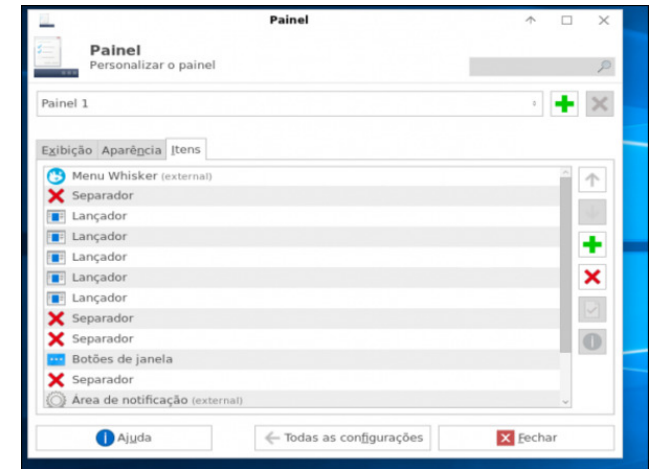 Painel
Painel
Personalizar o painel
Painel 1
Exibição Aparência Itens
Menu Whisker (external)
Separador
Lançador
Lançador
Lançador
Lançador
Lançador
Separador
Separador
Botões de janela
Separador
Área de notificação (external)
Ajuda
Todas as configurações
Fechar